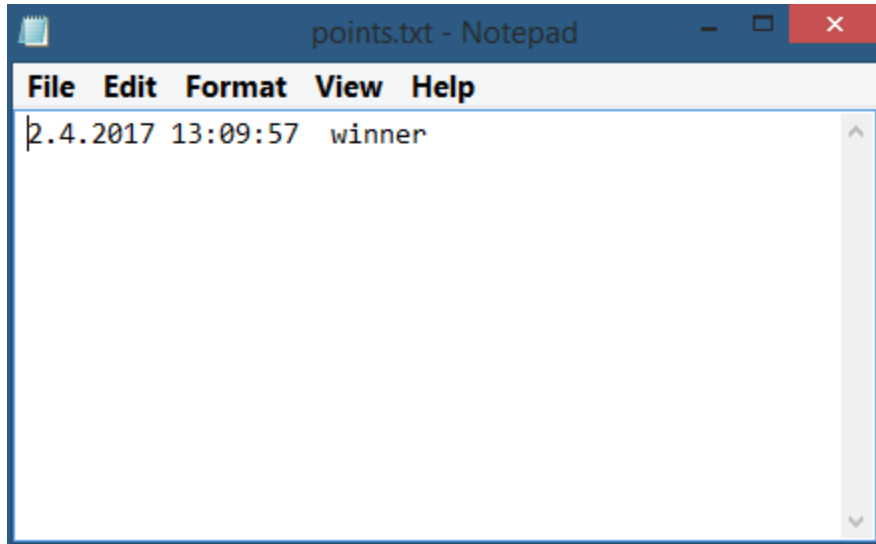 points.txt - Notepad
File Edit Format View Help
2.4.2017 13:09:57  winner